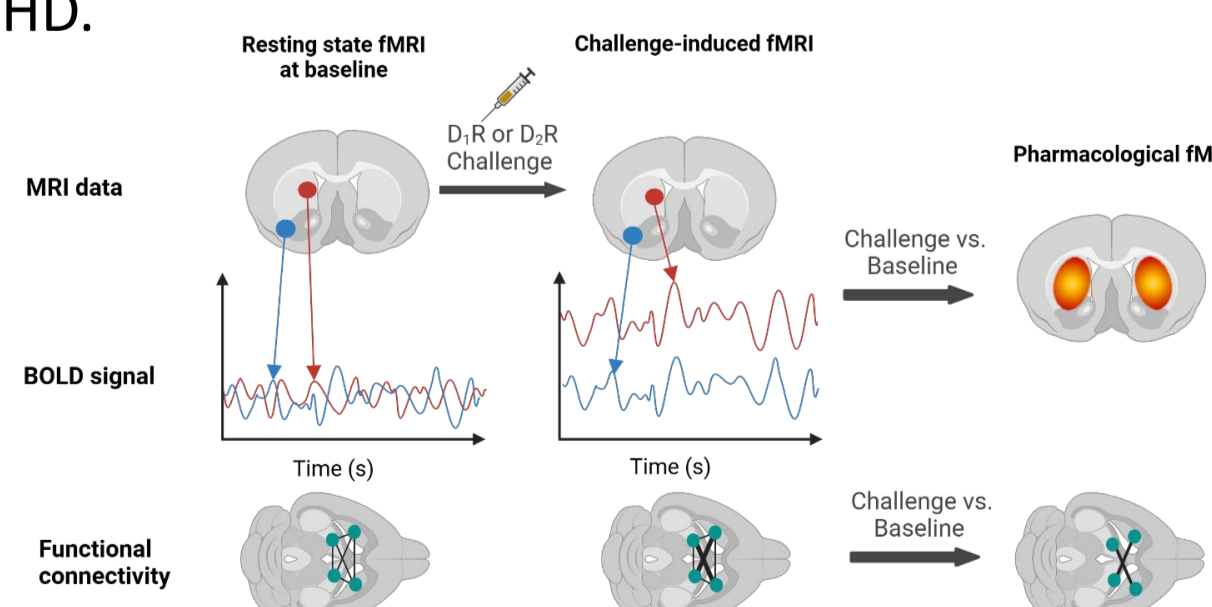 HD.
Resting state fMRI
at baseline
Challenge-induced fMRI
D₁R or D₂R
Challenge
Pharmacological fM
MRI data
Challenge vs.
Baseline
BOLD signal
Time (s)
Time (s)
Challenge vs.
Baseline
Functional
connectivity